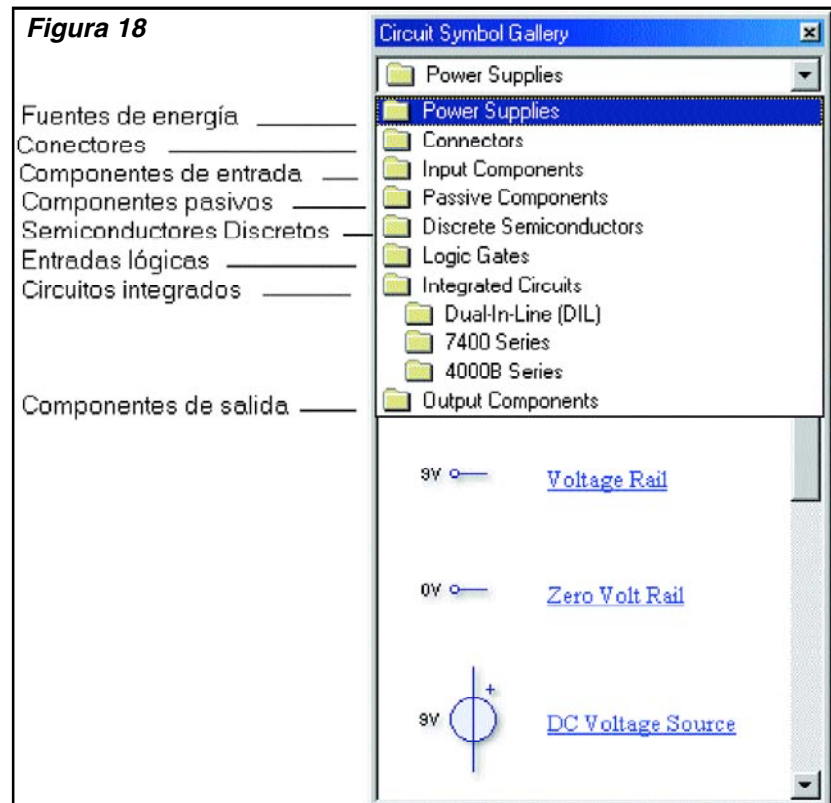 Figura 18
Circuit Symbol Gallery
Power Supplies
Fuentes de energía
Power Supplies
Conectores
Connectors
Componentes de entrada
Input Components
Componentes pasivos
Passive Components
Semiconductores Discretos
Discrete Semiconductors
Entradas lógicas
Logic Gates
Circuitos integrados
Integrated Circuits
Dual-In-Line (DIL)
7400 Series
4000B Series
Componentes de salida
Output Components
9V Voltage Rail
0V Zero Volt Rail
+
9V DC Voltage Source